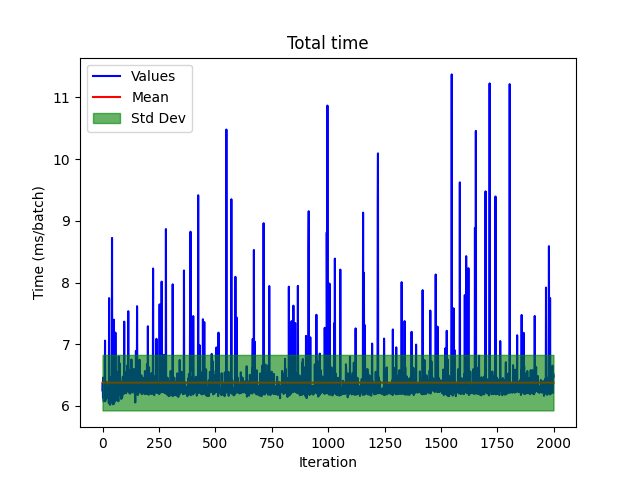 Total time
Values
Mean
Std Dev
11
10
9
8
7
6
Time (ms/batch)
0 250 500 750 1000 1250 1500 1750 2000
Iteration